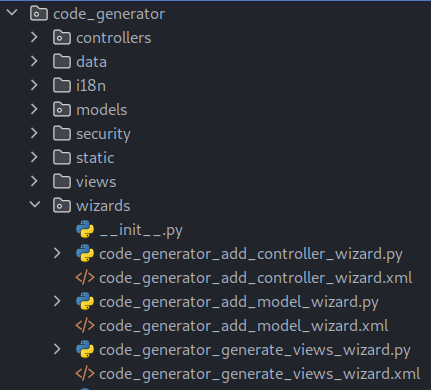 code_generator
controllers
data
i18n
models
security
static
views
wizards
__init__.py
code_generator_add_controller_wizard.py
code_generator_add_controller_wizard.xml
code_generator_add_model_wizard.py
code_generator_add_model_wizard.xml
code_generator_generate_views_wizard.py
code_generator_generate_views_wizard.xml